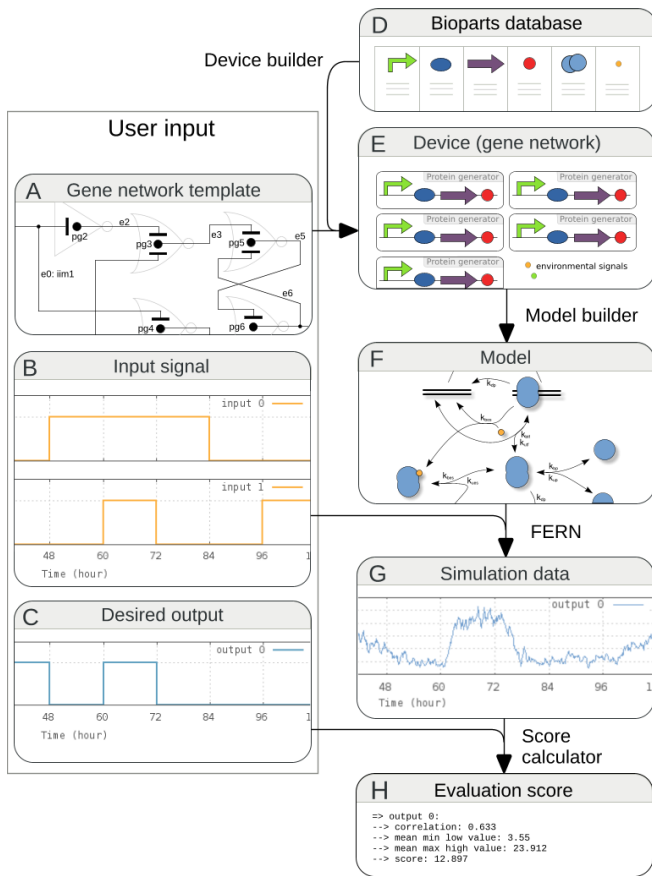 D Bioparts database
Device builder
User input
E Device (gene network)
Protein generator Protein generator
Protein generator Protein generator
Protein generator
environmental signals
A Gene network template
pg2
e2
pg3
e3
pg5
e5
e0: iim1
e6
pg4
pg6
Model builder
B Input signal
input 0
input 1
48 60 72 84 96 1
Time (hour)
F Model
FERN
C Desired output
output 0
48 60 72 84 96 1
Time (hour)
G Simulation data
output 0
48 60 72 84 96 1
Time (hour)
Score
calculator
H Evaluation score
=> output 0:
--> correlation: 0.633
--> mean min low value: 3.55
--> mean max high value: 23.912
--> score: 12.897